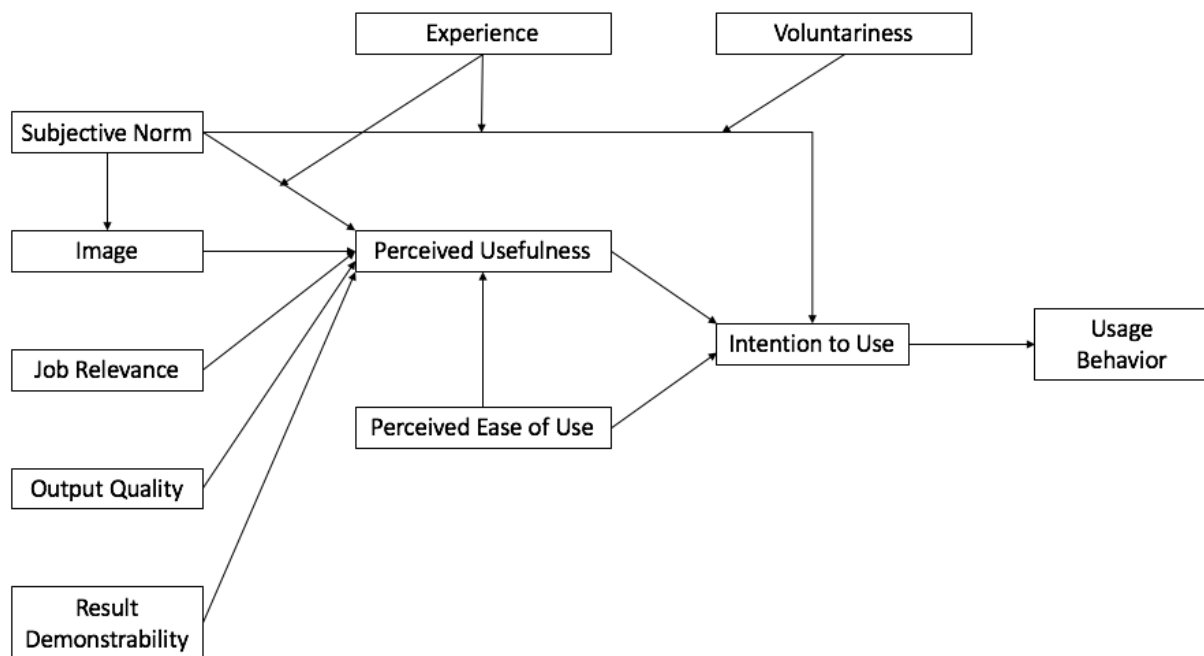 Experience
Voluntariness
Subjective Norm
Image
Perceived Usefulness
Intention to Use
Usage
Behavior
Job Relevance
Perceived Ease of Use
Output Quality
Result
Demonstrability